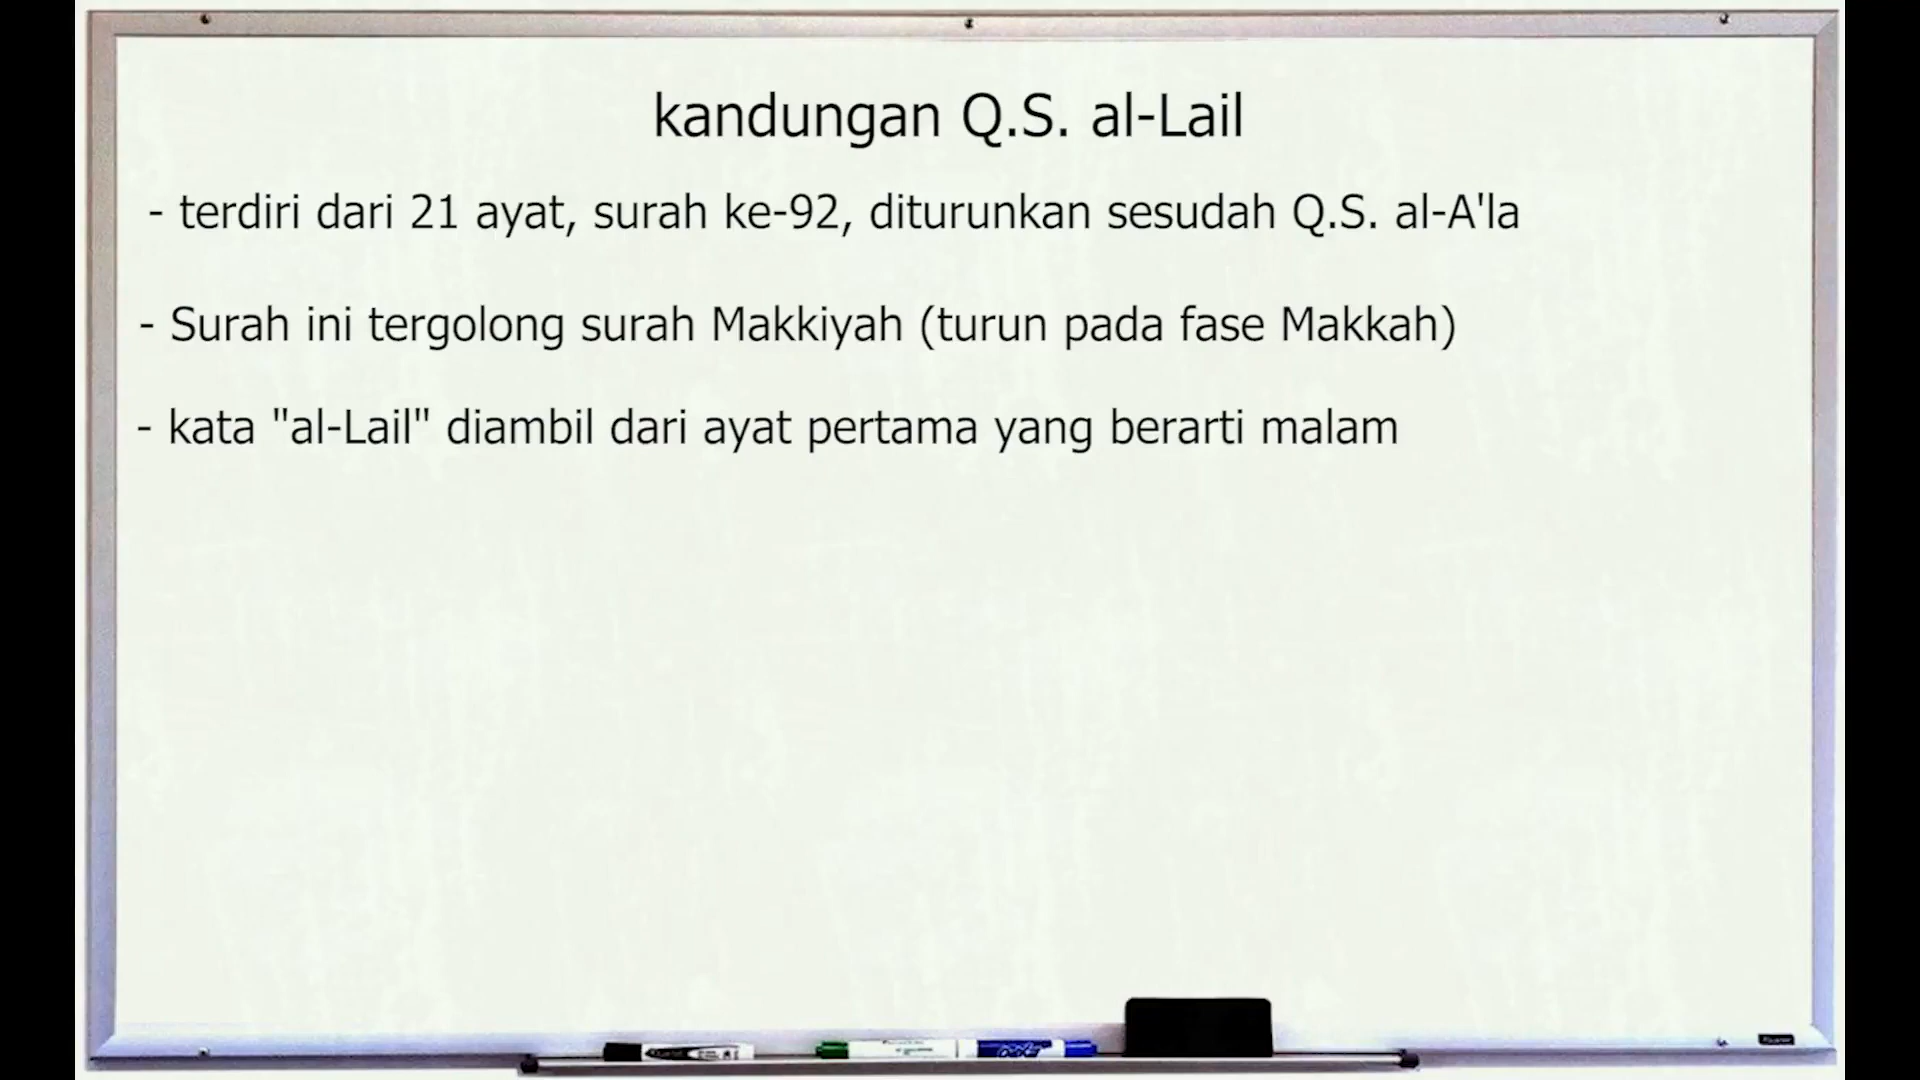 kandungan Q.S. al-Lail
- terdiri dari 21 ayat, surah ke-92, diturunkan sesudah Q.S. al-A'la
- Surah ini tergolong surah Makkiyah (turun pada fase Makkah)
- kata "al-Lail" diambil dari ayat pertama yang berarti malam